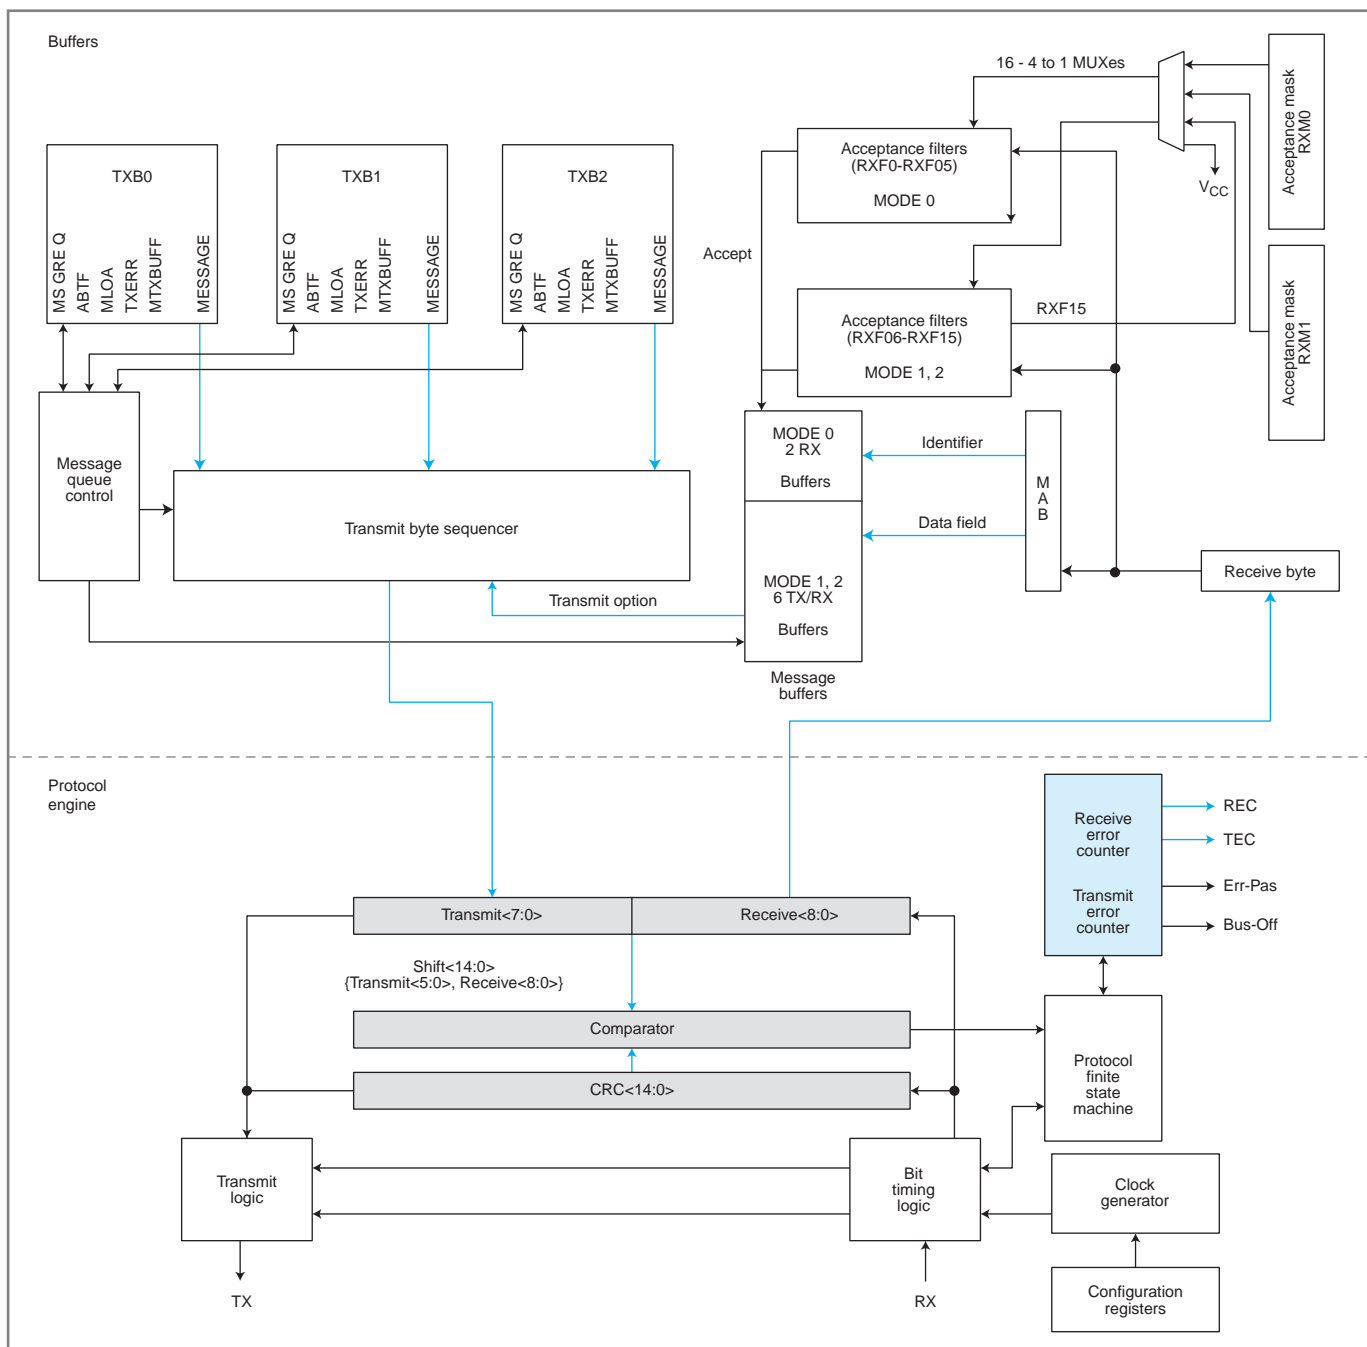 Buffers
16 - 4 to 1 MUXes
Acceptance mask
RXM0
VCC
TXB0
MS GRE Q
ABTF
MLOA
TXERR
MTXBUFF
MESSAGE
TXB1
MS GRE Q
ABTF
MLOA
TXERR
MTXBUFF
MESSAGE
TXB2
MS GRE Q
ABTF
MLOA
TXERR
MTXBUFF
MESSAGE
Acceptance filters
(RXF0-RXF05)
MODE 0
Accept
Acceptance filters
(RXF06-RXF15)
MODE 1, 2
RXF15
Acceptance mask
RXM1
Message
queue
control
Transmit byte sequencer
MODE 0
2 RX
Buffers
Identifier
Data field
M
A
B
Receive byte
MODE 1, 2
6 TX/RX
Buffers
Transmit option
Message
buffers
Protocol
engine
Receive
error
counter
Transmit
error
counter
REC
TEC
Err-Pas
Bus-Off
Transmit<7:0>
Receive<8:0>
Shift<14:0>
{Transmit<5:0>, Receive<8:0>}
Comparator
CRC<14:0>
Protocol
finite
state
machine
Transmit
logic
Bit
timing
logic
Clock
generator
TX
RX
Configuration
registers